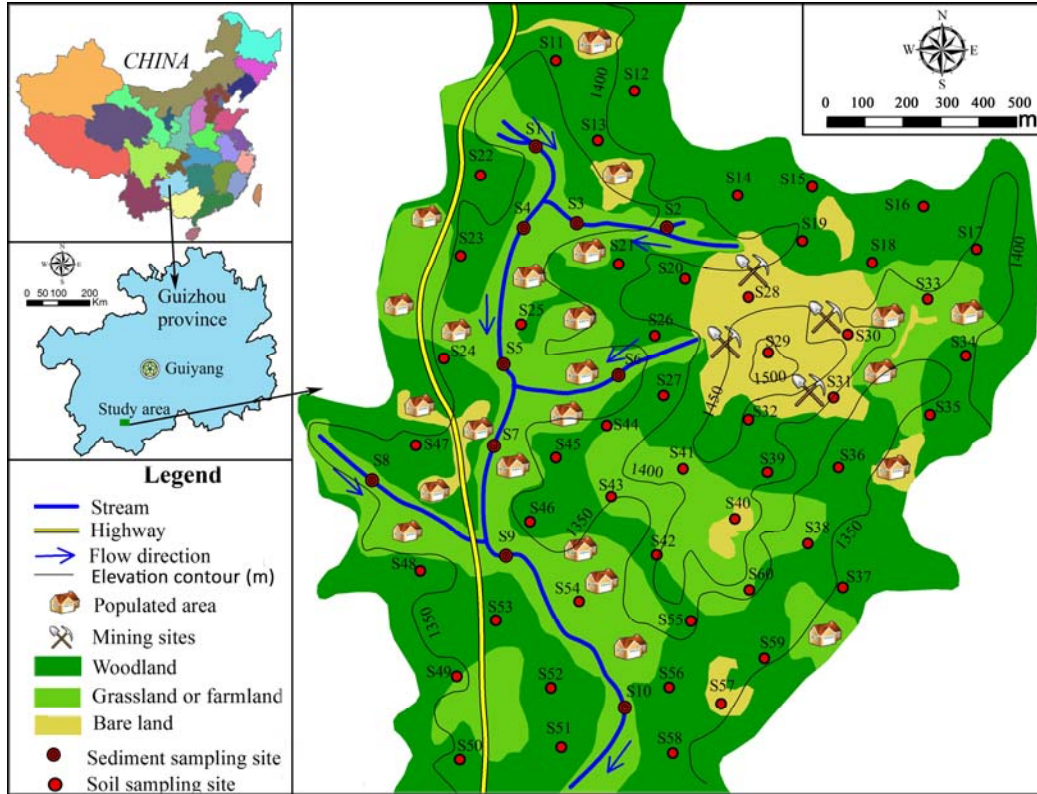 CHINA
N
0 50 100 200
Km
Guizhou
province
Guiyang
Study area
Legend
Stream
Highway
Flow direction
Elevation contour (m)
Populated area
Mining sites
Woodland
Grassland or farmland
Bare land
Sediment sampling site
Soil sampling site
N
W E
S
0 100 200 300 400 500
m
S11
1400
S12
S13
S1
S22
S14
S15
S16
S4
S3
S2
S19
S17
1400
S23
S21
S18
S20
S28
S33
S25
S26
S30
S24
S5
S29
S34
S6
1500
S27
S31
1450
S32
S35
S44
S7
S47
S45
S41
S39
S36
S8
1400
S43
S46
1350
S40
S38
1350
S9
S42
S48
S60
S37
S54
1350
S53
S55
S59
S49
S52
S56
S10
S57
S51
S50
S58